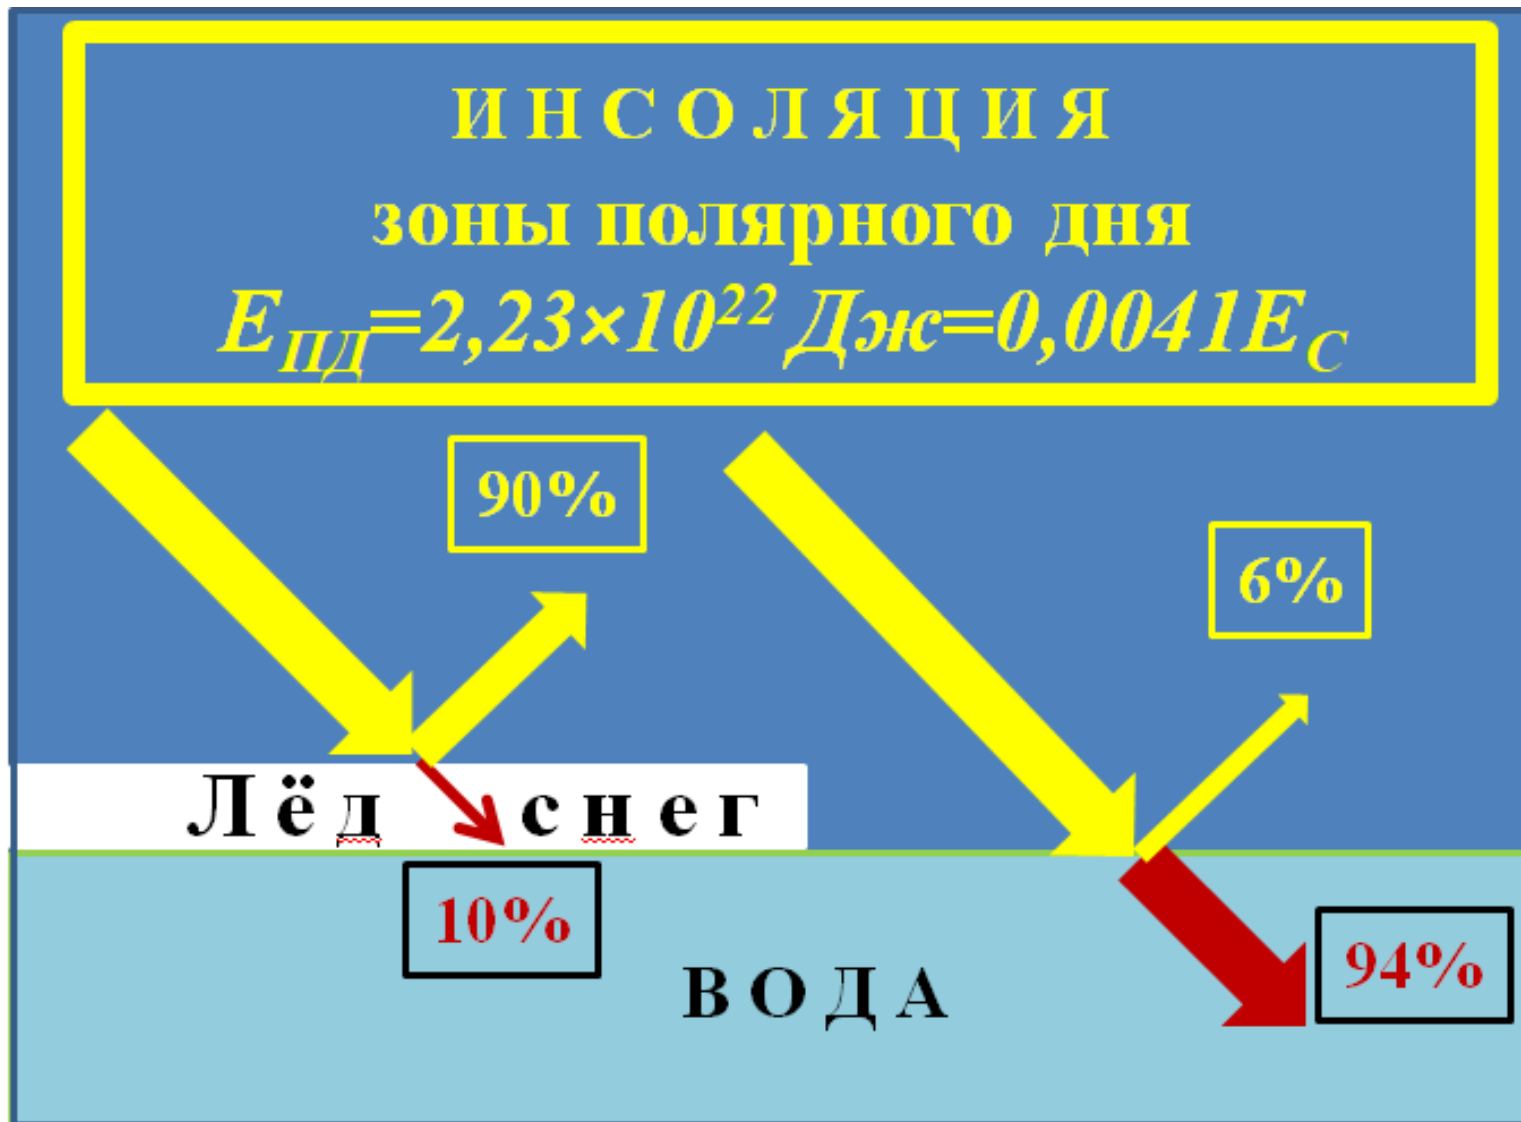 ИНСОЛЯЦИЯ
зоны полярного дня
EПД=2,23×10²² Дж=0,0041EС
90%
6%
Лёд снег
10%
94%
ВОДА